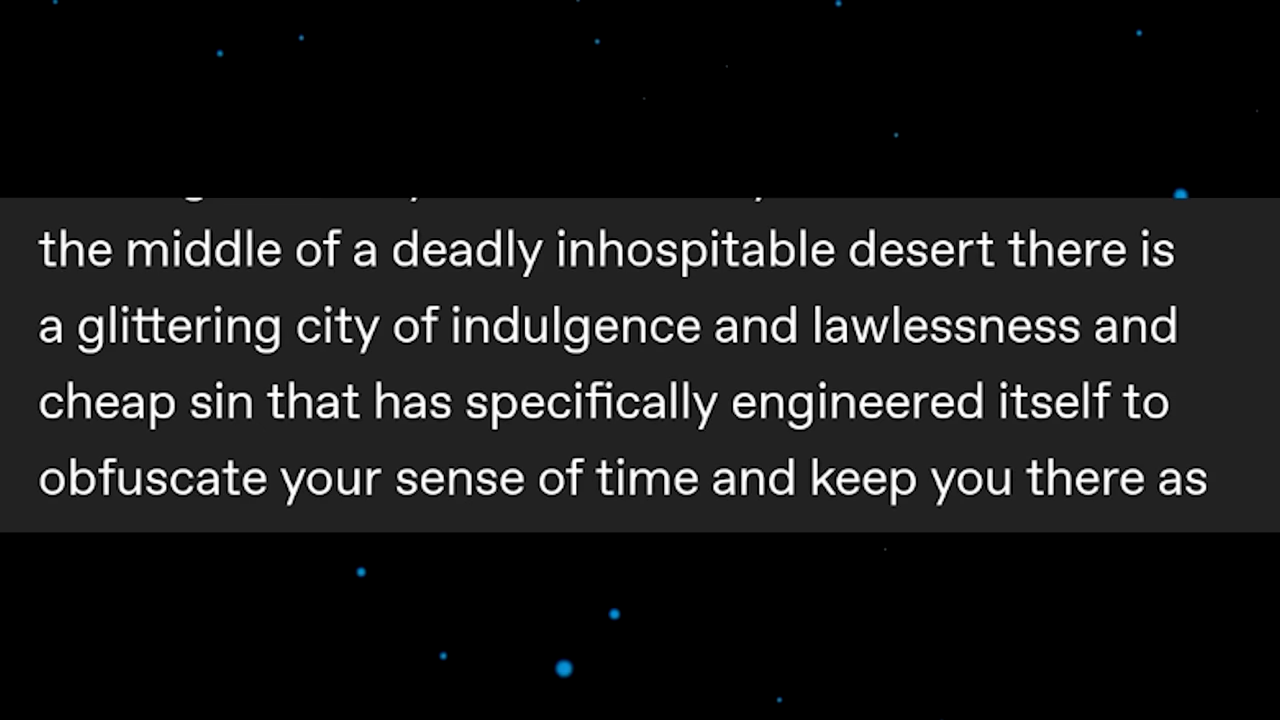 the middle of a deadly inhospitable desert there is
a glittering city of indulgence and lawlessness and
cheap sin that has specifically engineered itself to
obfuscate your sense of time and keep you there as